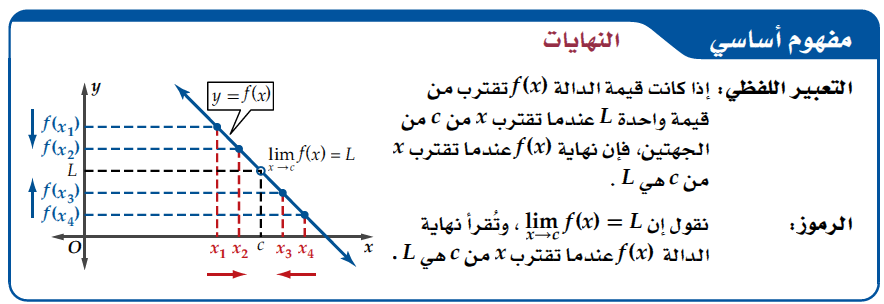 مفهوم أساسي
النهايات
التعبير اللفظي: إذا كانت قيمة الدالة f(x) تقترب من
قيمة واحدة L عندما تقترب x من c من
الجهتين، فإن نهاية f(x) عندما تقترب x
من c هي L .
الرموز: نقول إن lim x→c f(x) = L ، وتُقرأ نهاية
الدالة f(x) عندما تقترب x من c هي L .
y
y = f(x)
f(x₁)
f(x₂)
lim x→c f(x) = L
L
f(x₃)
f(x₄)
O x₁ x₂ c x₃ x₄ x